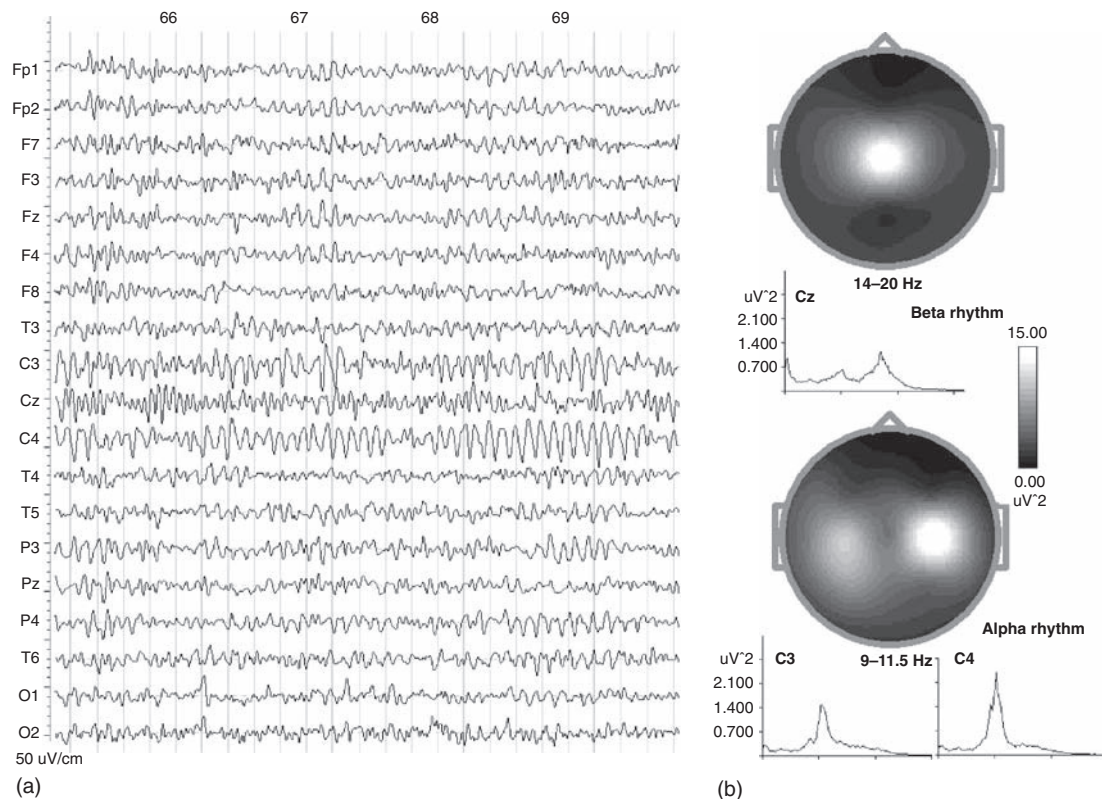 66 67 68 69
Fp1
Fp2
F7
F3
Fz
F4
F8
T3
C3
Cz
C4
T4
T5
P3
Pz
P4
T6
O1
O2
50 uV/cm
(a)
14–20 Hz
uV^2 Cz
Beta rhythm
2.100
1.400
0.700
15.00
0.00
uV^2
Alpha rhythm
uV^2 C3 9–11.5 Hz C4
2.100
1.400
0.700
(b)